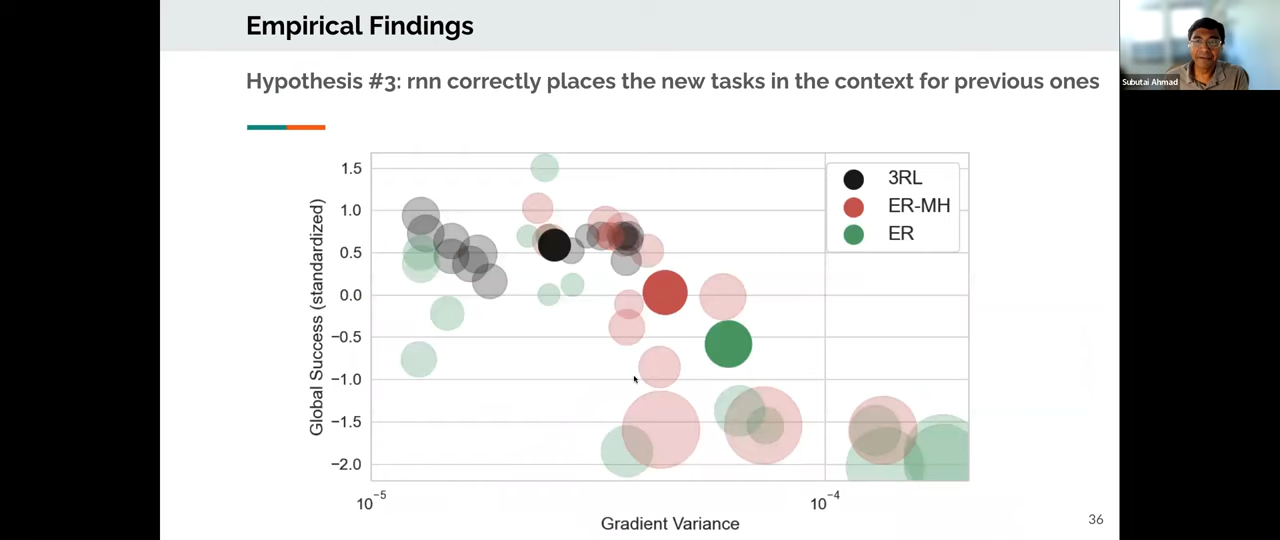 Empirical Findings
Hypothesis #3: rnn correctly places the new tasks in the context for previous ones
Subutai Ahmad
Global Success (standardized)
1.5
1.0
0.5
0.0
−0.5
−1.0
−1.5
−2.0
3RL
ER-MH
ER
10⁻⁵
10⁻⁴
Gradient Variance
36